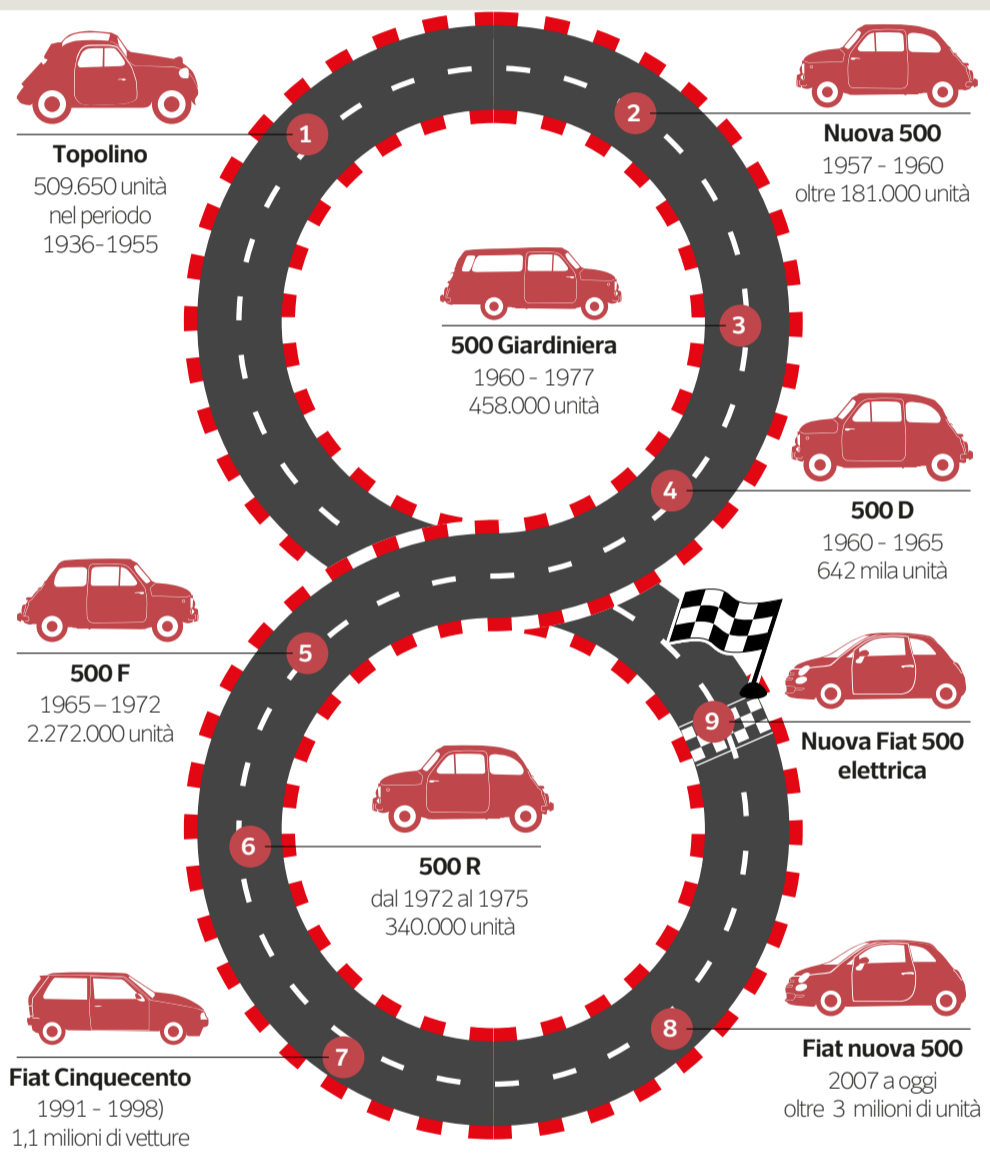 1
Topolino
509.650 unità
nel periodo
1936-1955
2
Nuova 500
1957 - 1960
oltre 181.000 unità
3
500 Giardiniera
1960 - 1977
458.000 unità
4
500 D
1960 - 1965
642 mila unità
5
500 F
1965 – 1972
2.272.000 unità
6
500 R
dal 1972 al 1975
340.000 unità
7
Fiat Cinquecento
1991 - 1998)
1,1 milioni di vetture
8
Fiat nuova 500
2007 a oggi
oltre 3 milioni di unità
9
Nuova Fiat 500
elettrica